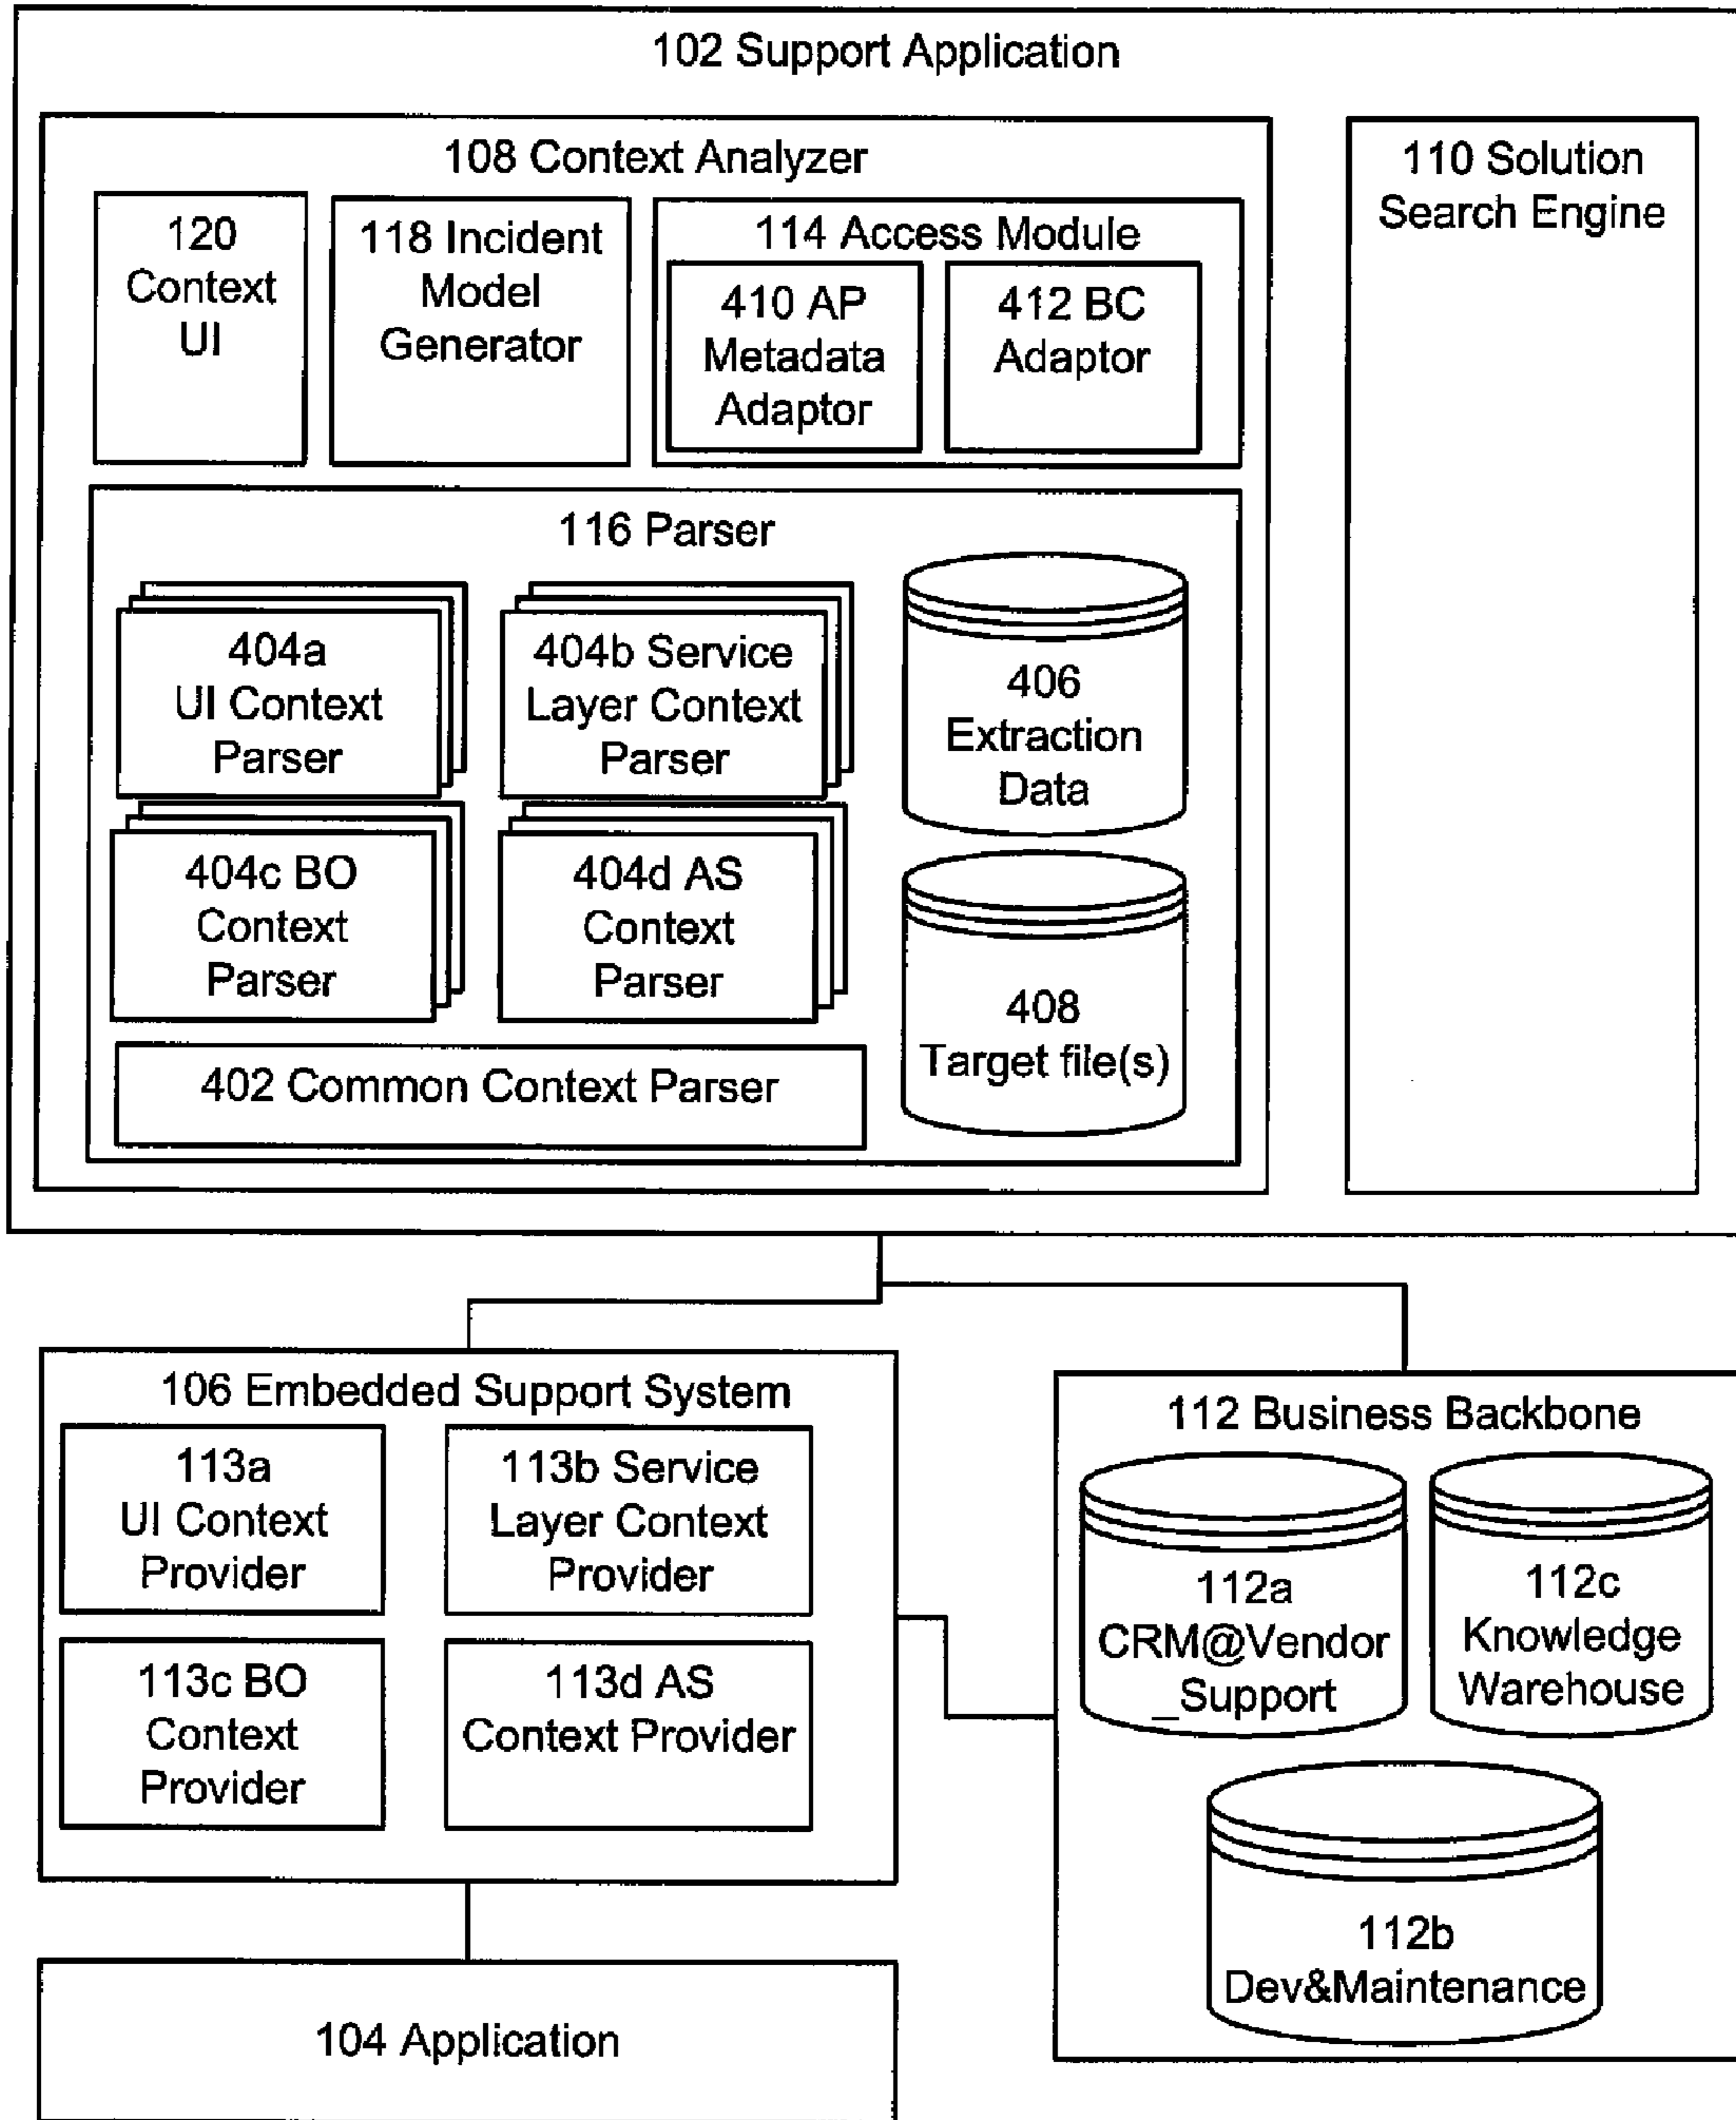 102 Support Application
108 Context Analyzer
110 Solution
Search Engine
120
Context
UI
118 Incident
Model
Generator
114 Access Module
410 AP
Metadata
Adaptor
412 BC
Adaptor
116 Parser
404a
UI Context
Parser
404b Service
Layer Context
Parser
406
Extraction
Data
404c BO
Context
Parser
404d AS
Context
Parser
408
Target file(s)
402 Common Context Parser
106 Embedded Support System
113a
UI Context
Provider
113b Service
Layer Context
Provider
113c BO
Context
Provider
113d AS
Context Provider
112 Business Backbone
112a
CRM@Vendor
_Support
112c
Knowledge
Warehouse
112b
Dev&Maintenance
104 Application